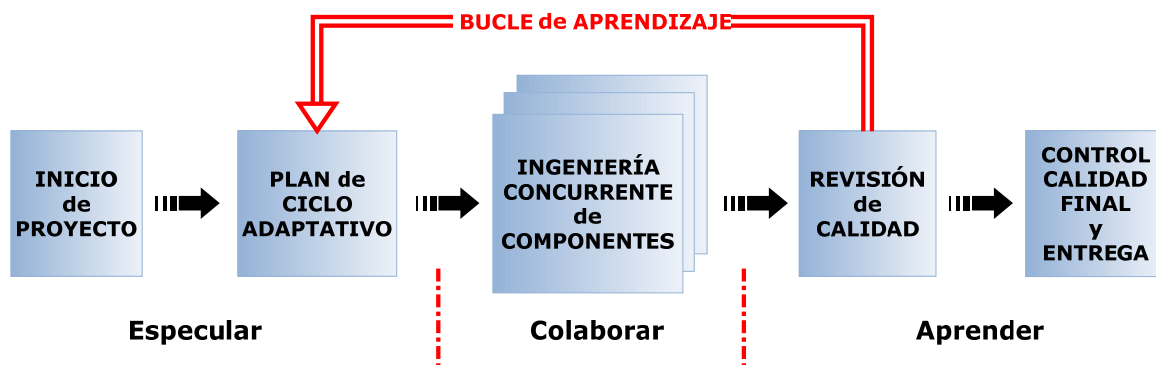 BUCLE de APRENDIZAJE
INICIO
de
PROYECTO
PLAN de
CICLO
ADAPTATIVO
INGENIERÍA
CONCURRENTE
de
COMPONENTES
REVISIÓN
de
CALIDAD
CONTROL
CALIDAD
FINAL
y
ENTREGA
Especular
Colaborar
Aprender